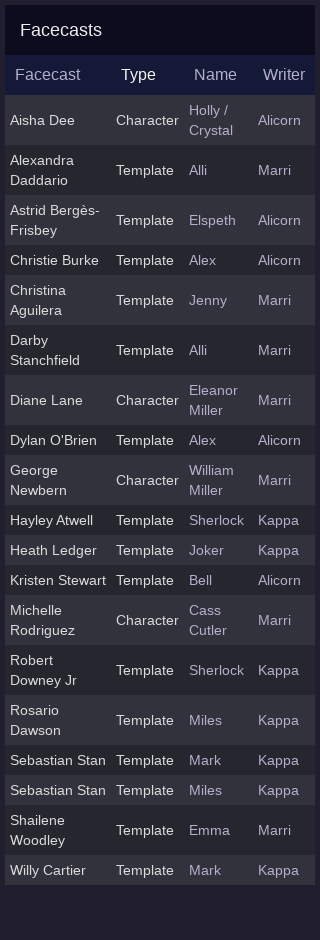 Facecasts
Facecast Type Name Writer
Aisha Dee Character Holly / Crystal Alicorn
Alexandra Daddario Template Alli Marri
Astrid Bergès-Frisbey Template Elspeth Alicorn
Christie Burke Template Alex Alicorn
Christina Aguilera Template Jenny Marri
Darby Stanchfield Template Alli Marri
Diane Lane Character Eleanor Miller Marri
Dylan O'Brien Template Alex Alicorn
George Newbern Character William Miller Marri
Hayley Atwell Template Sherlock Kappa
Heath Ledger Template Joker Kappa
Kristen Stewart Template Bell Alicorn
Michelle Rodriguez Character Cass Cutler Marri
Robert Downey Jr Template Sherlock Kappa
Rosario Dawson Template Miles Kappa
Sebastian Stan Template Mark Kappa
Sebastian Stan Template Miles Kappa
Shailene Woodley Template Emma Marri
Willy Cartier Template Mark Kappa